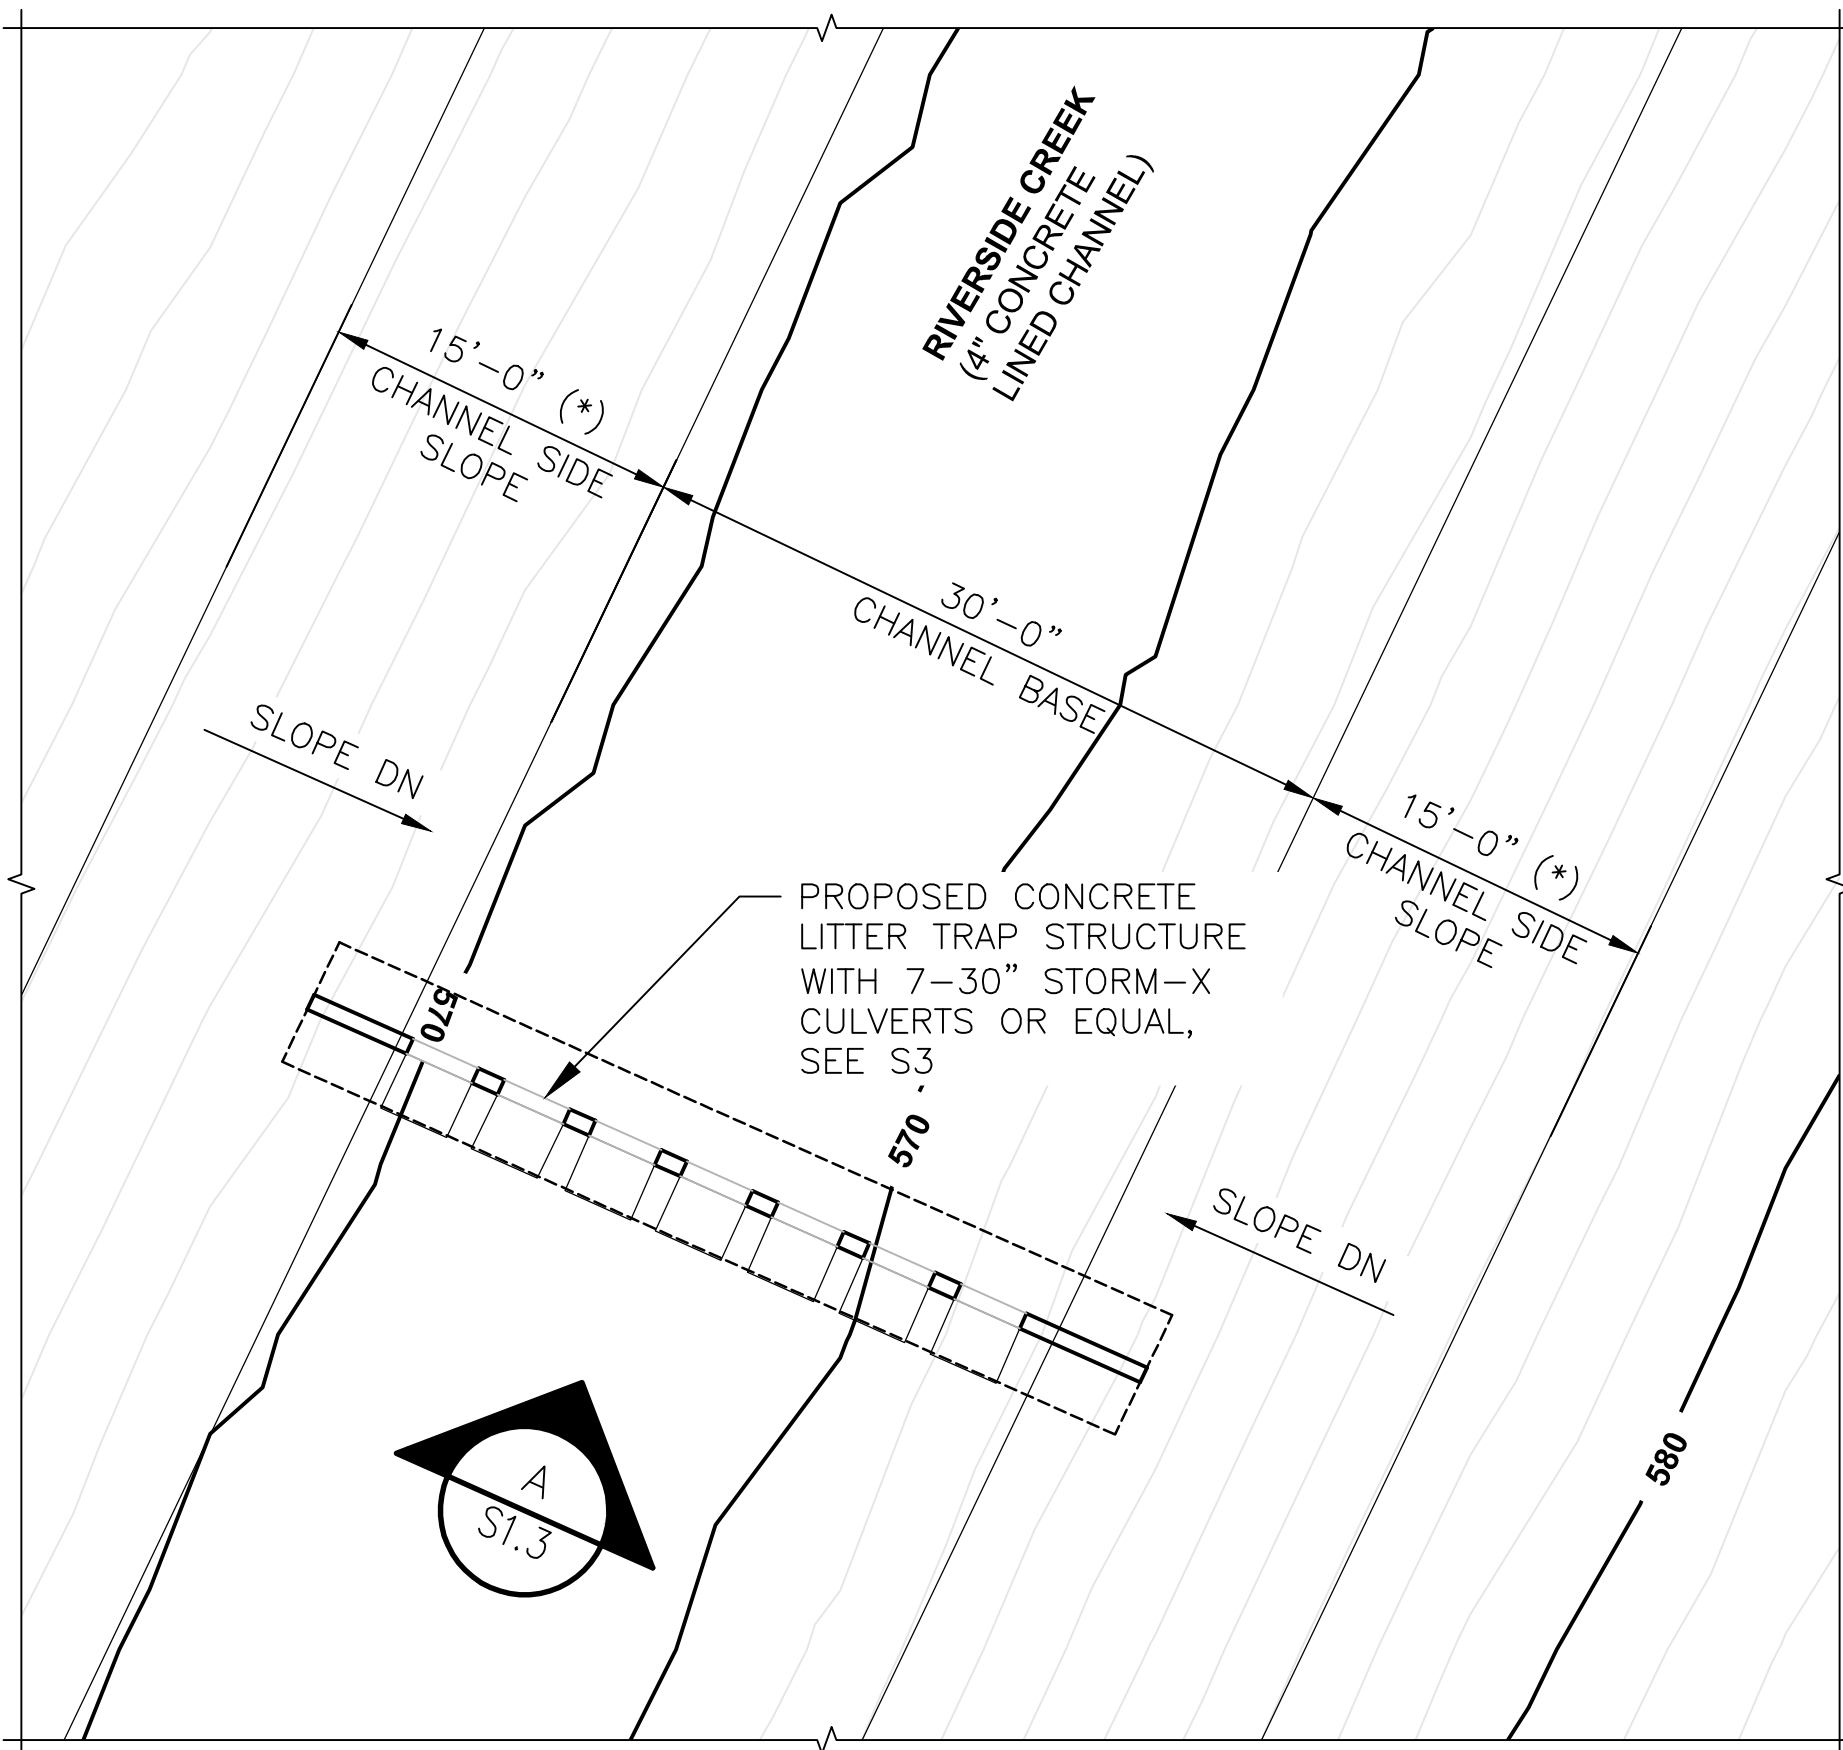 RIVERSIDE CREEK
(4" CONCRETE
LINED CHANNEL)
15'-0" (*)
CHANNEL SIDE
SLOPE
30'-0"
CHANNEL BASE
15'-0" (*)
CHANNEL SIDE
SLOPE
SLOPE DN
PROPOSED CONCRETE
LITTER TRAP STRUCTURE
WITH 7-30" STORM-X
CULVERTS OR EQUAL,
SEE S3
570
570
SLOPE DN
580
A
S1.3